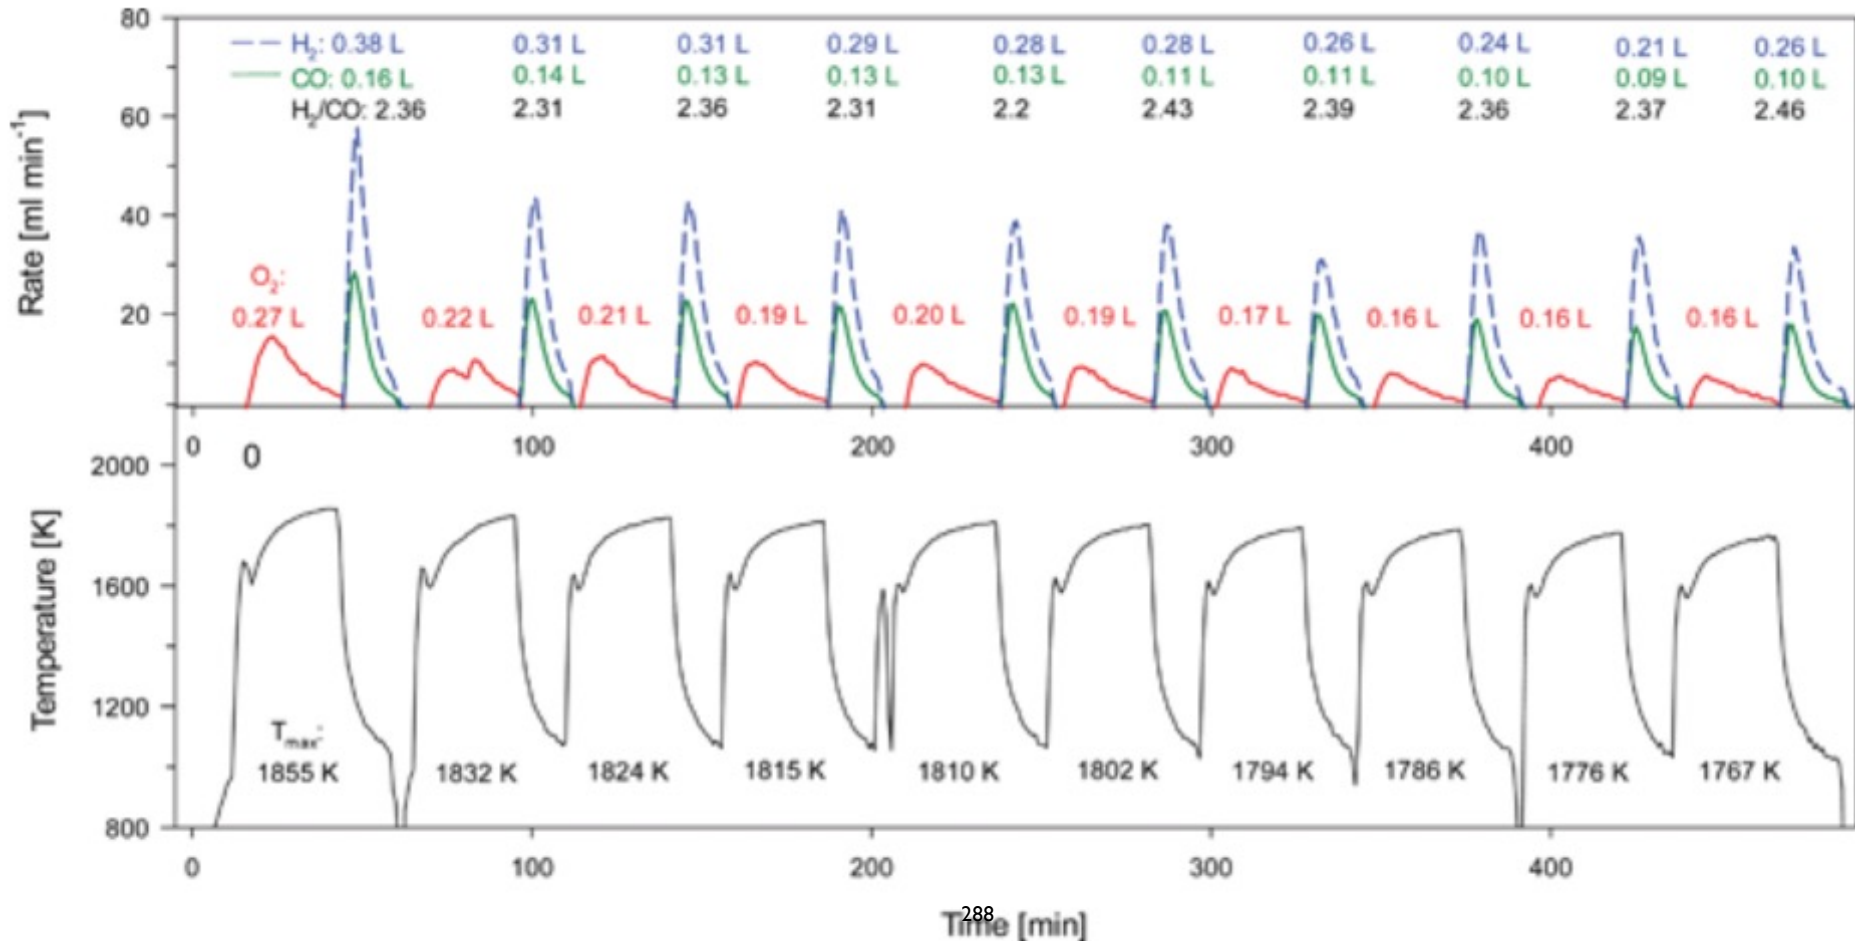 80
H₂: 0.38 L 0.31 L 0.31 L 0.29 L 0.28 L 0.28 L 0.26 L 0.24 L 0.21 L 0.26 L
CO: 0.16 L 0.14 L 0.13 L 0.13 L 0.13 L 0.11 L 0.11 L 0.10 L 0.09 L 0.10 L
H₂/CO: 2.36 2.31 2.36 2.31 2.2 2.43 2.39 2.36 2.37 2.46
60
Rate [ml min⁻¹]
40
O₂:
20
0.27 L 0.22 L 0.21 L 0.19 L 0.20 L 0.19 L 0.17 L 0.16 L 0.16 L 0.16 L
0 100 200 300 400
0
2000
Temperature [K]
1600
1200
Tmax:
1855 K 1832 K 1824 K 1815 K 1810 K 1802 K 1794 K 1786 K 1776 K 1767 K
800
0 100 200 300 400
288
Time [min]